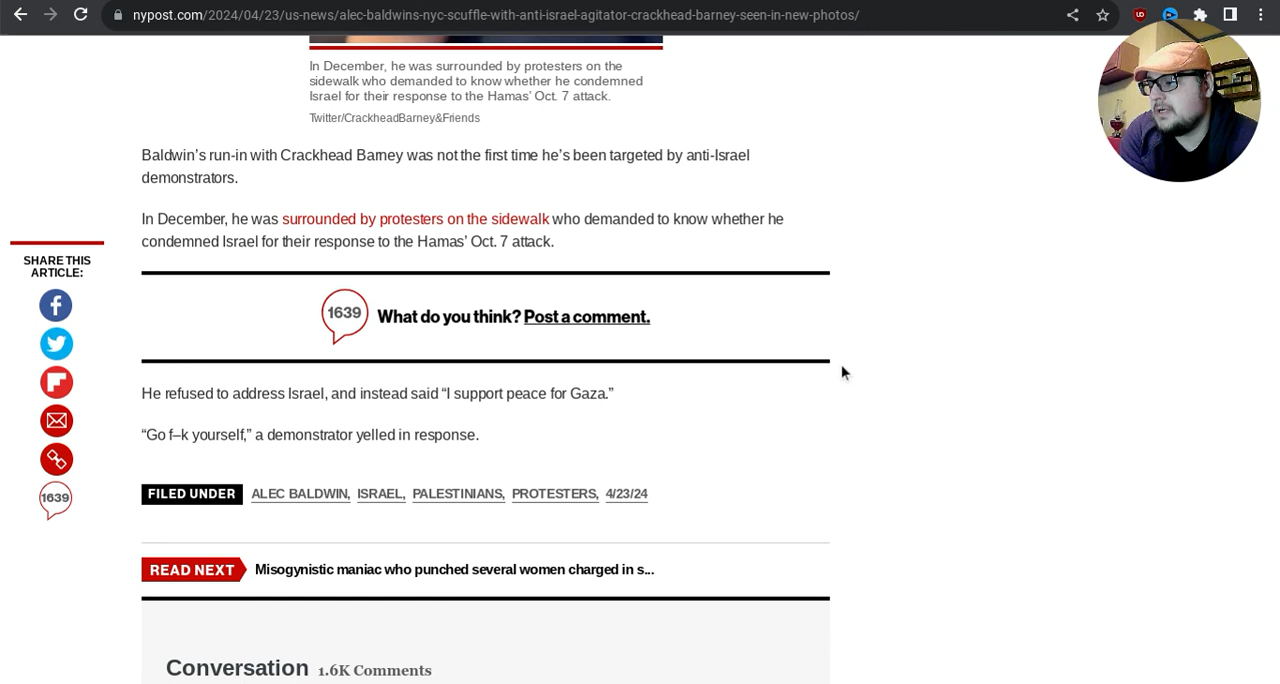 nypost.com/2024/04/23/us-news/alec-baldwins-nyc-scuffle-with-anti-israel-agitator-crackhead-barney-seen-in-new-photos/
In December, he was surrounded by protesters on the
sidewalk who demanded to know whether he condemned
Israel for their response to the Hamas’ Oct. 7 attack.
Twitter/CrackheadBarney&Friends
Baldwin’s run-in with Crackhead Barney was not the first time he’s been targeted by anti-Israel
demonstrators.
In December, he was surrounded by protesters on the sidewalk who demanded to know whether he
condemned Israel for their response to the Hamas’ Oct. 7 attack.
SHARE THIS
ARTICLE:
1639
1639 What do you think? Post a comment.
He refused to address Israel, and instead said “I support peace for Gaza.”
“Go f–k yourself,” a demonstrator yelled in response.
FILED UNDER ALEC BALDWIN, ISRAEL, PALESTINIANS, PROTESTERS, 4/23/24
READ NEXT Misogynistic maniac who punched several women charged in s...
Conversation 1.6K Comments